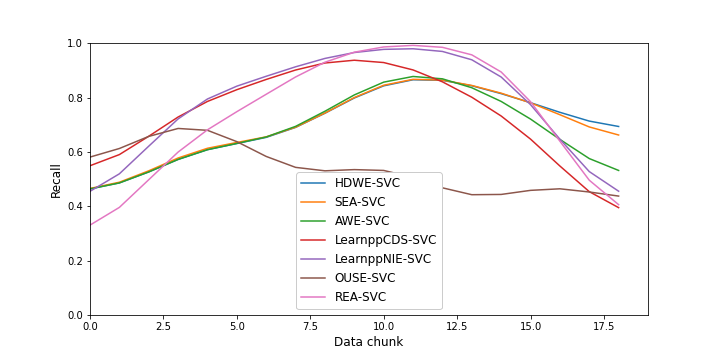 1.0
0.8
0.6
0.4
0.2
0.0
Recall
0.0 2.5 5.0 7.5 10.0 12.5 15.0 17.5
Data chunk
HDWE-SVC
SEA-SVC
AWE-SVC
LearnppCDS-SVC
LearnppNIE-SVC
OUSE-SVC
REA-SVC